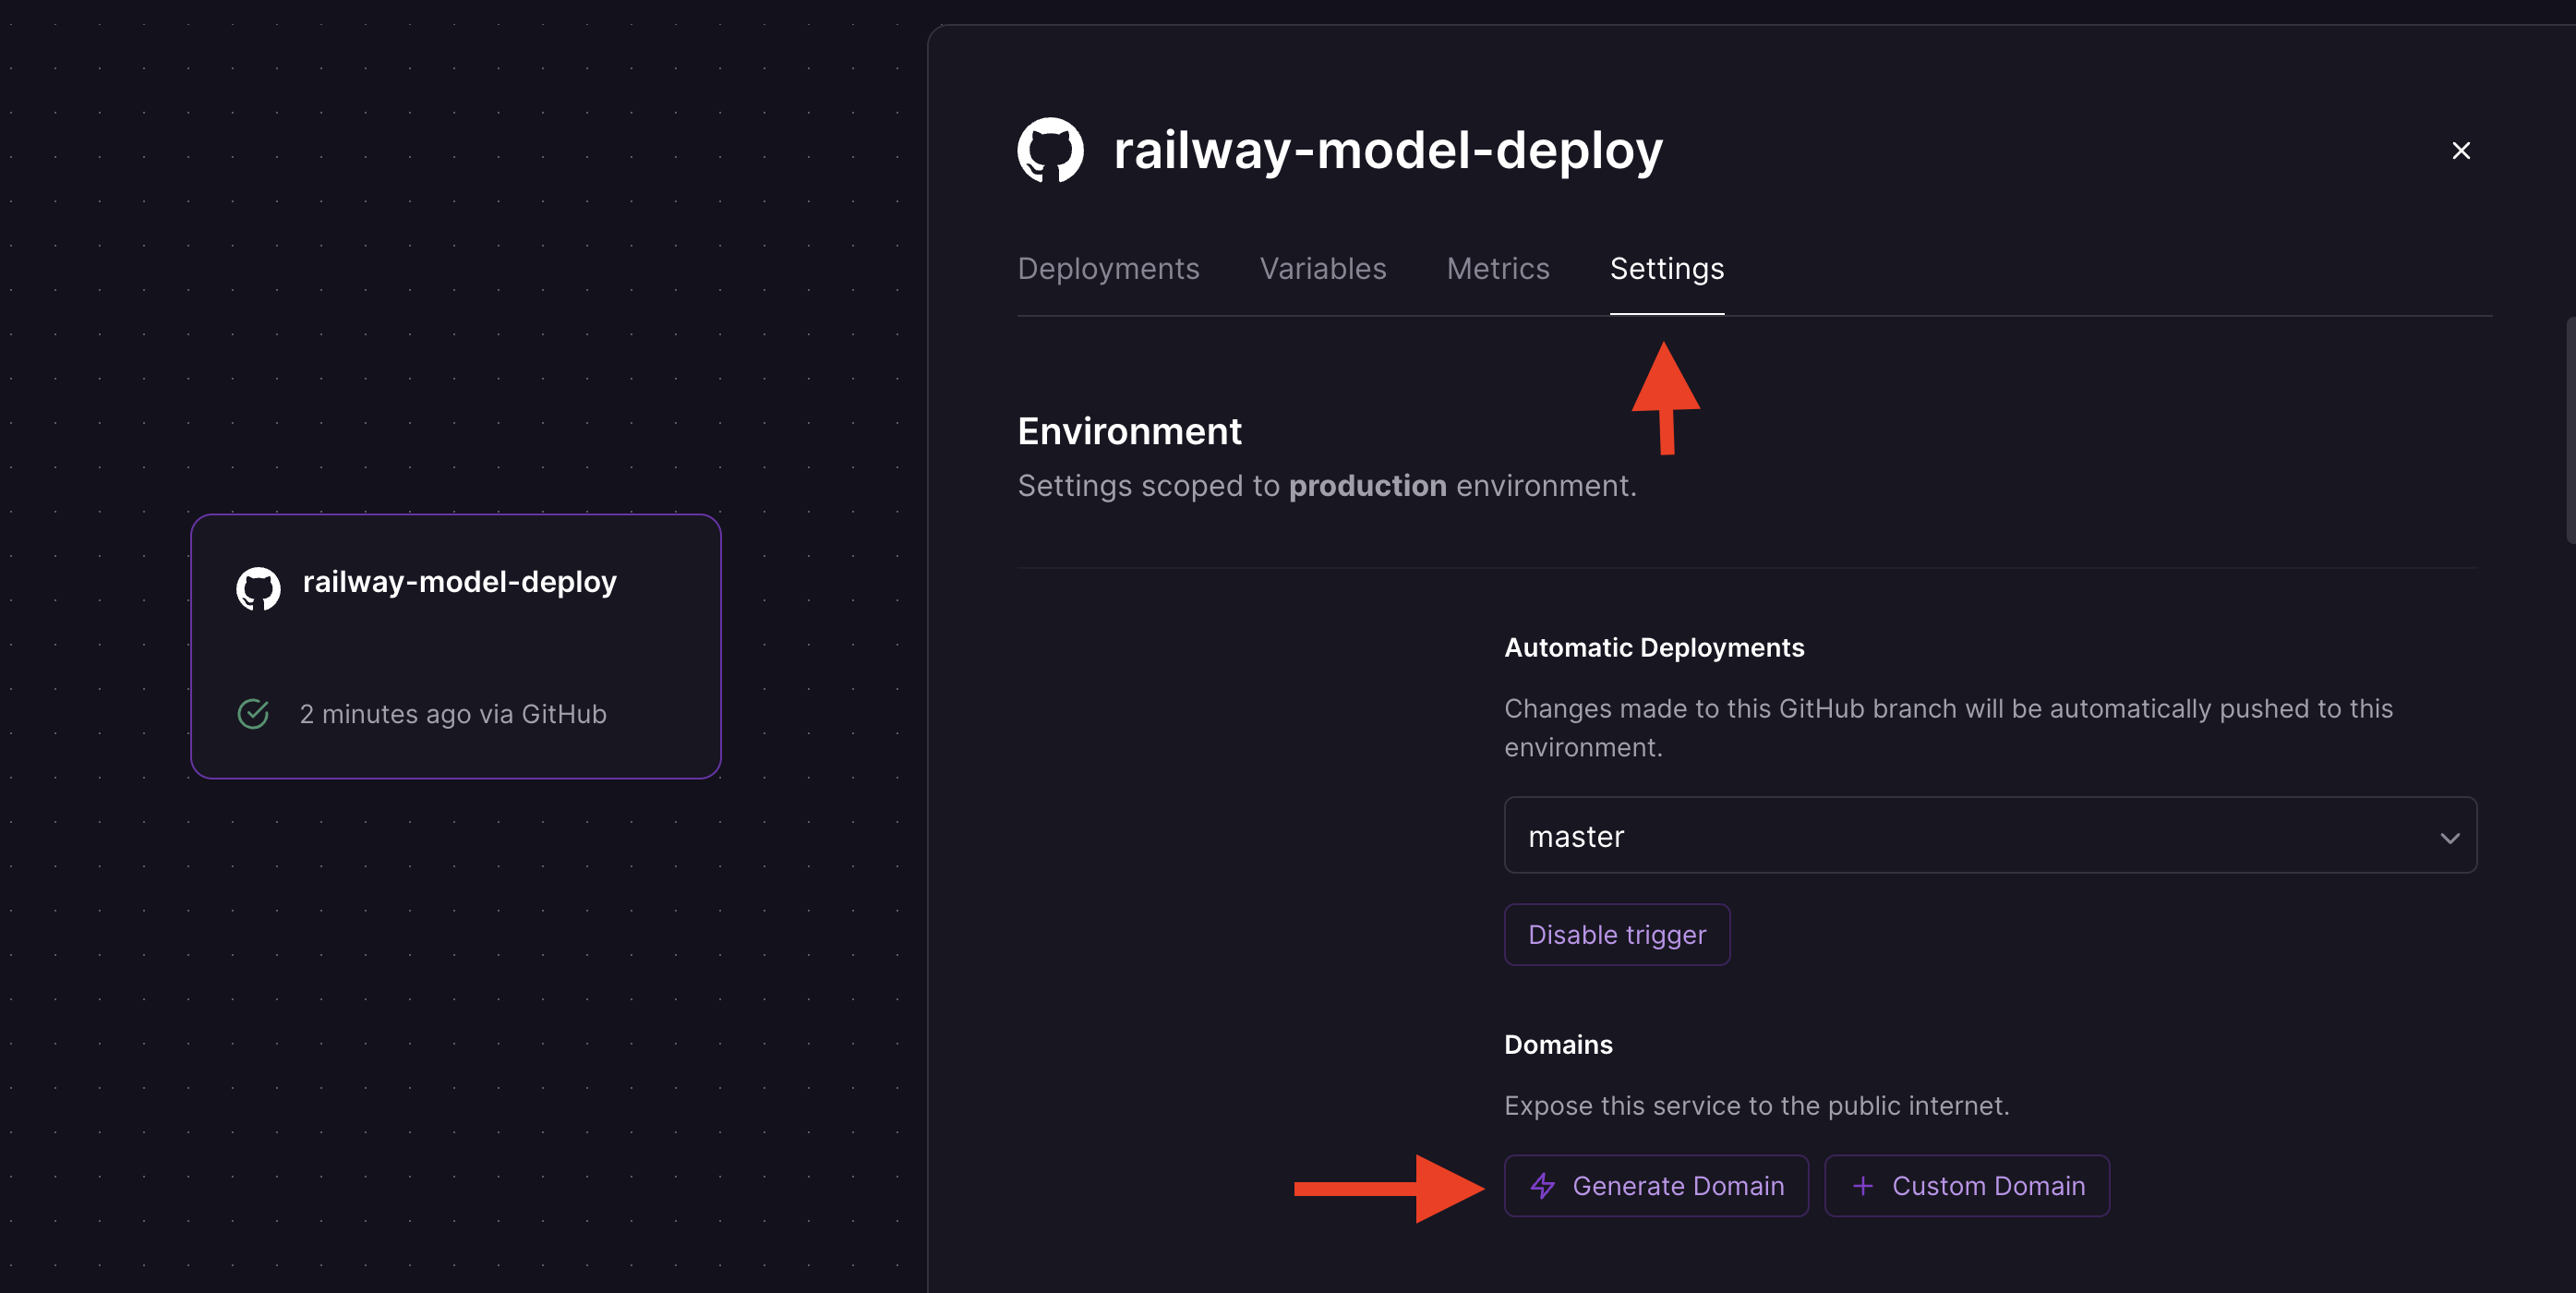 railway-model-deploy
2 minutes ago via GitHub
railway-model-deploy
Deployments Variables Metrics Settings
Environment
Settings scoped to production environment.
Automatic Deployments
Changes made to this GitHub branch will be automatically pushed to this
environment.
master
Disable trigger
Domains
Expose this service to the public internet.
Generate Domain Custom Domain